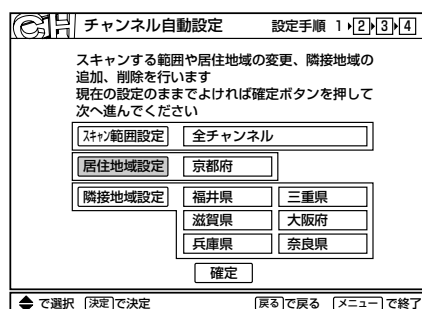 CH チャンネル自動設定 設定手順 1 2 3 4
スキャンする範囲や居住地域の変更、隣接地域の
追加、削除を行います
現在の設定のままでよければ確定ボタンを押して
次へ進んでください
ｽｷｬﾝ範囲設定 全チャンネル
居住地域設定 京都府
隣接地域設定 福井県 三重県
滋賀県 大阪府
兵庫県 奈良県
確定
で選択 決定で決定 戻るで戻る メニューで終了